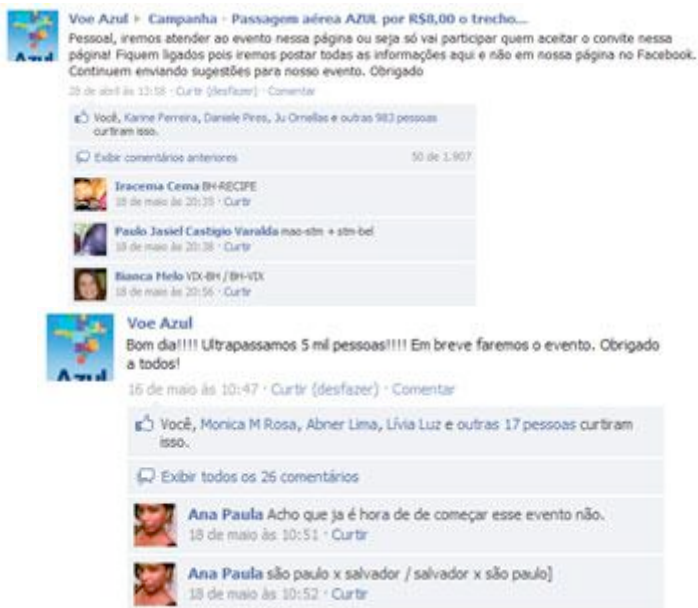 Voe Azul ▸ Campanha - Passagem aérea AZUL por R$8,00 o trecho...
Pessoal, iremos atender ao evento nessa página ou seja só vai participar quem aceitar o convite nessa
página! Fiquem ligados pois iremos postar todas as informações aqui e não em nossa página no Facebook.
Continuem enviando sugestões para nosso evento. Obrigado
28 de abril às 13:58 · Curtir (desfazer) · Comentar
Você, Karine Ferreira, Daniele Pires, Ju Ornellas e outras 983 pessoas
curtiram isso.
Exibir comentários anteriores 50 de 1.907
Iracema Cema BH-RECIFE
18 de maio às 20:35 · Curtir
Paulo Jasiel Castigio Varalda mao-stm + stm-bel
18 de maio às 20:38 · Curtir
Bianca Melo VIX-BH / BH-VIX
18 de maio às 20:56 · Curtir
Azul
Voe Azul
Bom dia!!!! Ultrapassamos 5 mil pessoas!!!! Em breve faremos o evento. Obrigado
a todos!
16 de maio às 10:47 · Curtir (desfazer) · Comentar
Azul
Você, Monica M Rosa, Abner Lima, Lívia Luz e outras 17 pessoas curtiram
isso.
Exibir todos os 26 comentários
Ana Paula Acho que ja é hora de de começar esse evento não.
18 de maio às 10:51 · Curtir
Ana Paula são paulo x salvador / salvador x são paulo]
18 de maio às 10:52 · Curtir